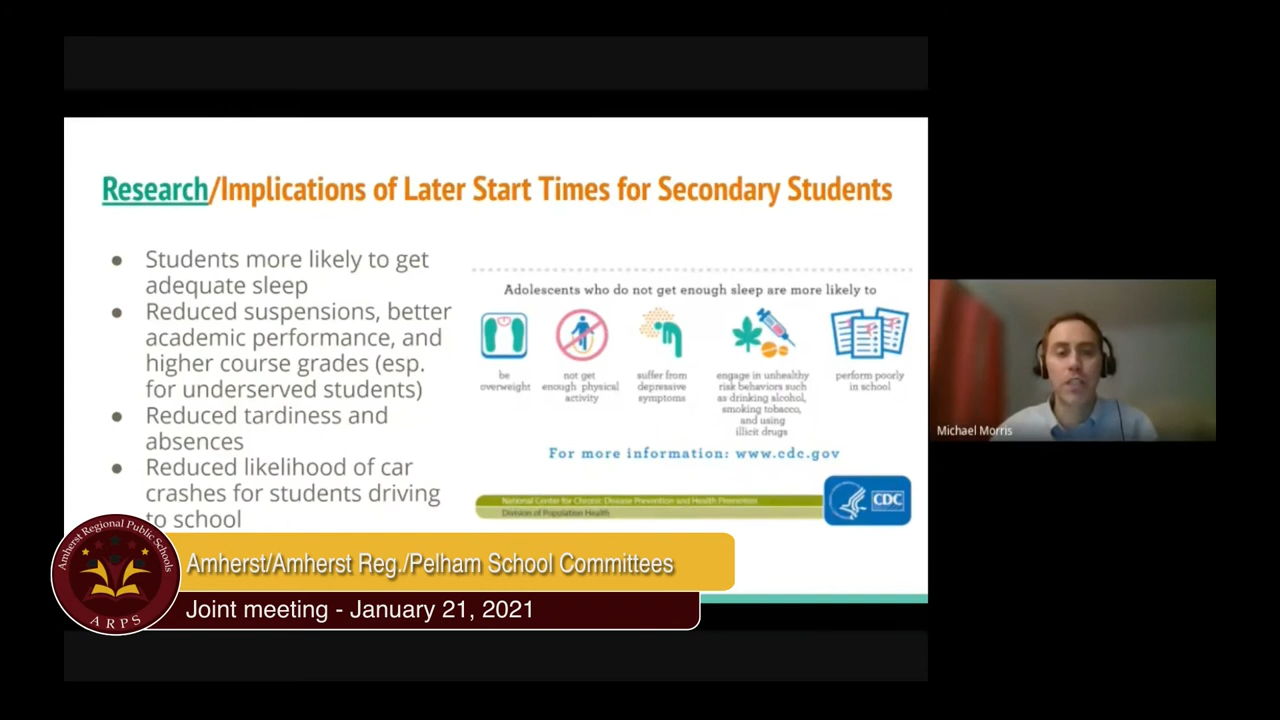 Research/Implications of Later Start Times for Secondary Students
● Students more likely to get
adequate sleep
● Reduced suspensions, better
academic performance, and
higher course grades (esp.
for underserved students)
● Reduced tardiness and
absences
● Reduced likelihood of car
crashes for students driving
to school
Adolescents who do not get enough sleep are more likely to
be
overweight
not get
enough physical
activity
suffer from
depressive
symptoms
engage in unhealthy
risk behaviors such
as drinking alcohol,
smoking tobacco,
and using
illicit drugs
perform poorly
in school
For more information: www.cdc.gov
National Center for Chronic Disease Prevention and Health Promotion
Division of Population Health
CDC
Michael Morris
Amherst Regional Public Schools
ARPS
Amherst/Amherst Reg./Pelham School Committees
Joint meeting - January 21, 2021